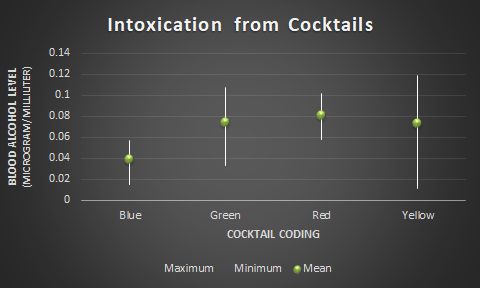 Intoxication from Cocktails
BLOOD ALCOHOL LEVEL
(MICROGRAM/MILLILITER)
0.14
0.12
0.1
0.08
0.06
0.04
0.02
0
Blue Green Red Yellow
COCKTAIL CODING
Maximum Minimum Mean